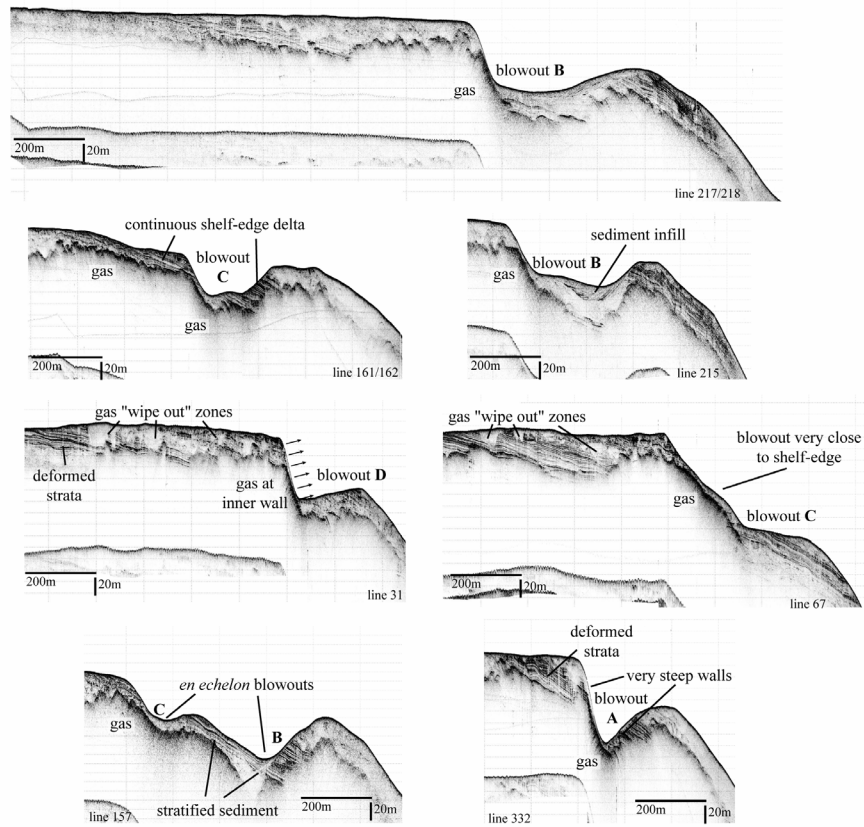 blowout B
gas
200m
20m
line 217/218
continuous shelf-edge delta
blowout
C
gas
gas
200m
20m
line 161/162
sediment infill
blowout B
gas
200m
20m
line 215
gas "wipe out" zones
deformed
strata
gas at
inner wall
blowout D
200m
20m
line 31
gas "wipe out" zones
blowout very close
to shelf-edge
gas
blowout C
200m
20m
line 67
en echelon blowouts
C
B
gas
stratified sediment
200m
20m
line 157
deformed
strata
very steep walls
blowout
A
gas
200m
20m
line 332